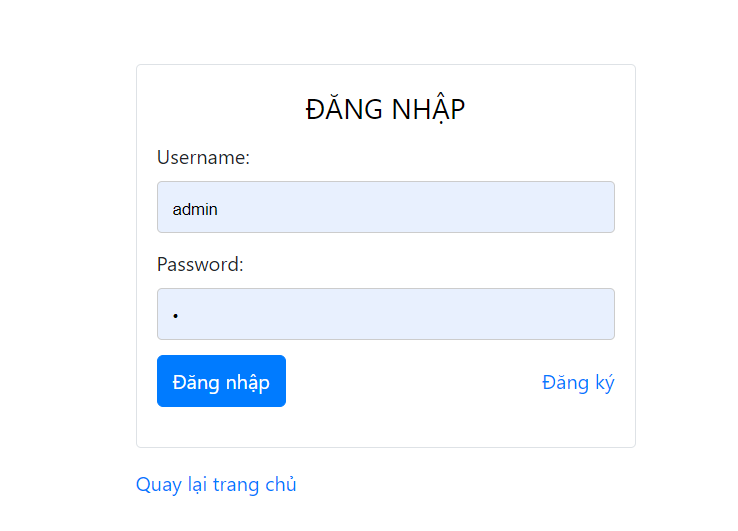 ĐĂNG NHẬP
Username:
admin
Password:
•
Đăng nhập Đăng ký
Quay lại trang chủ